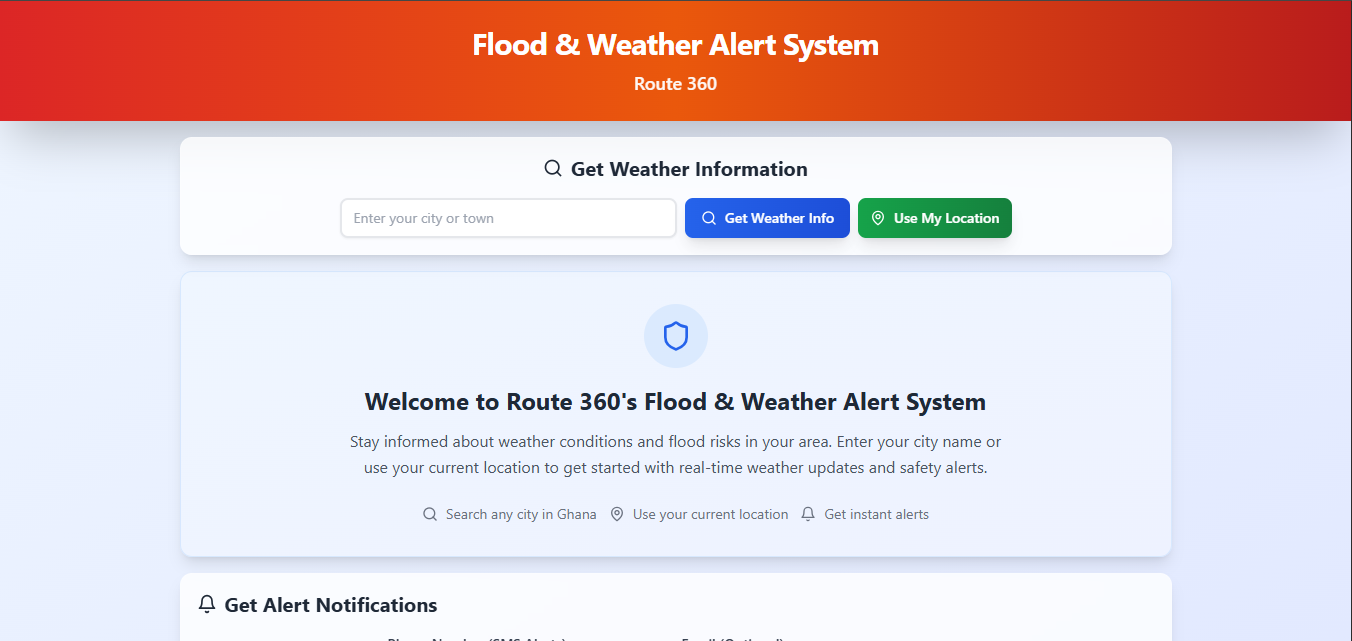 Flood & Weather Alert System
Route 360
Get Weather Information
Enter your city or town
Get Weather Info
Use My Location
Welcome to Route 360's Flood & Weather Alert System
Stay informed about weather conditions and flood risks in your area. Enter your city name or
use your current location to get started with real-time weather updates and safety alerts.
Search any city in Ghana
Use your current location
Get instant alerts
Get Alert Notifications